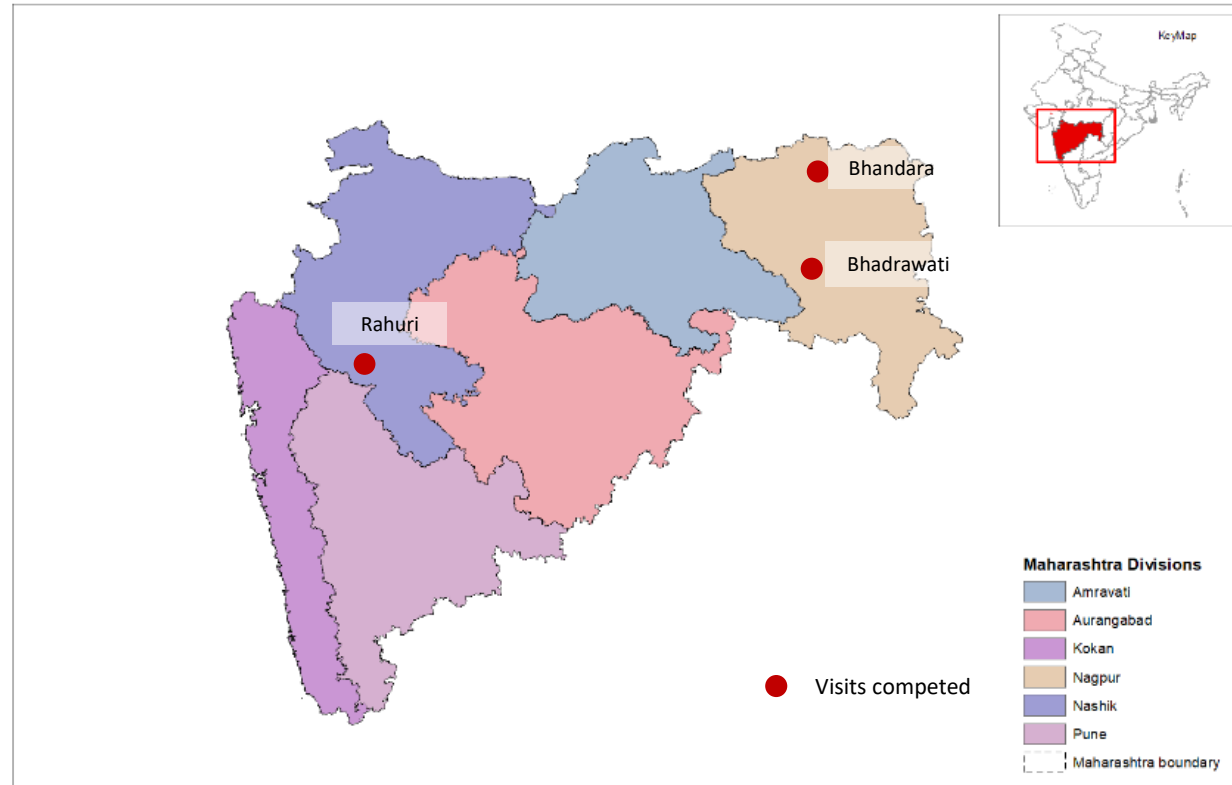 KeyMap
Bhandara
Bhadrawati
Rahuri
Visits competed
Maharashtra Divisions
Amravati
Aurangabad
Kokan
Nagpur
Nashik
Pune
Maharashtra boundary